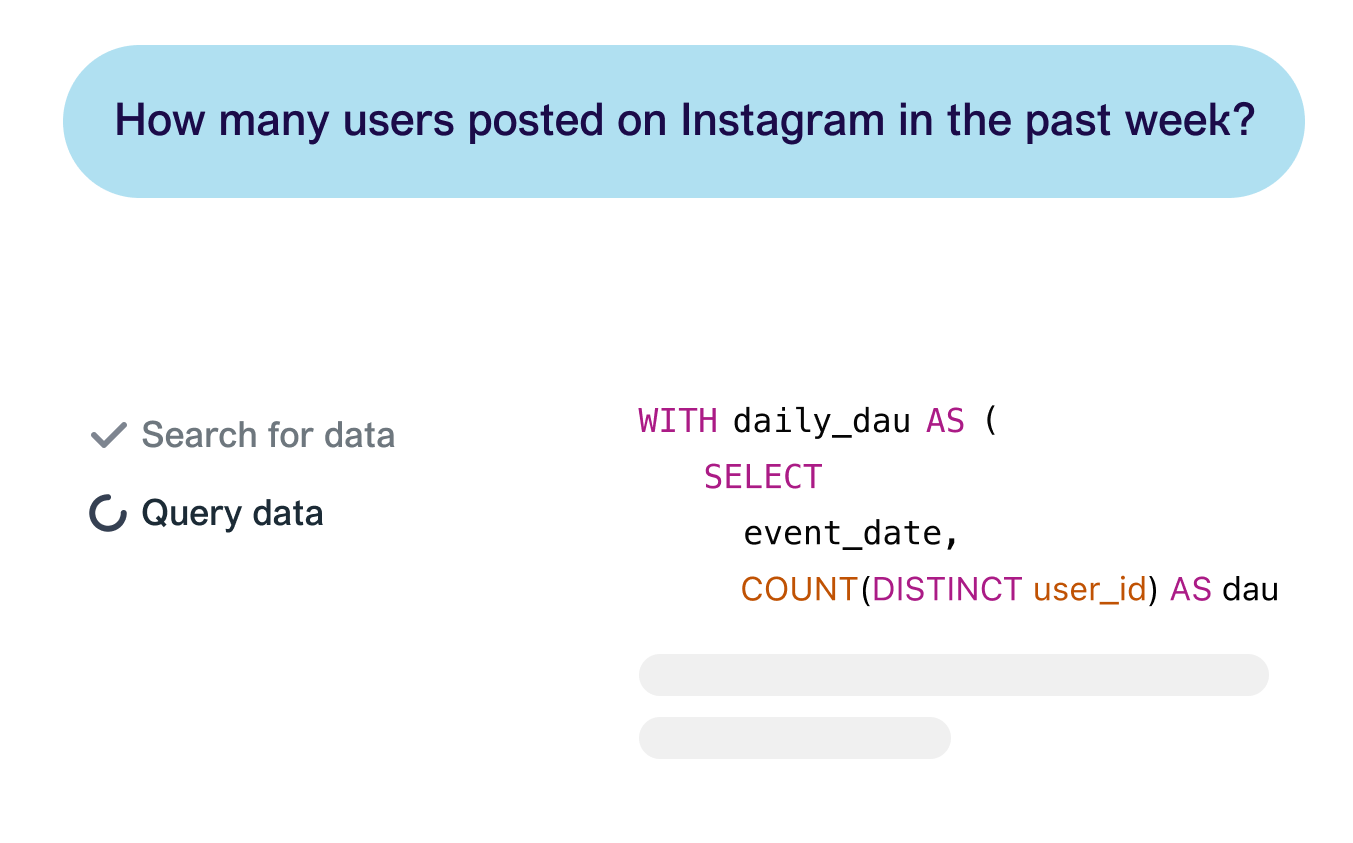 How many users posted on Instagram in the past week?
Search for data
Query data
WITH daily_dau AS (
SELECT
event_date,
COUNT(DISTINCT user_id) AS dau